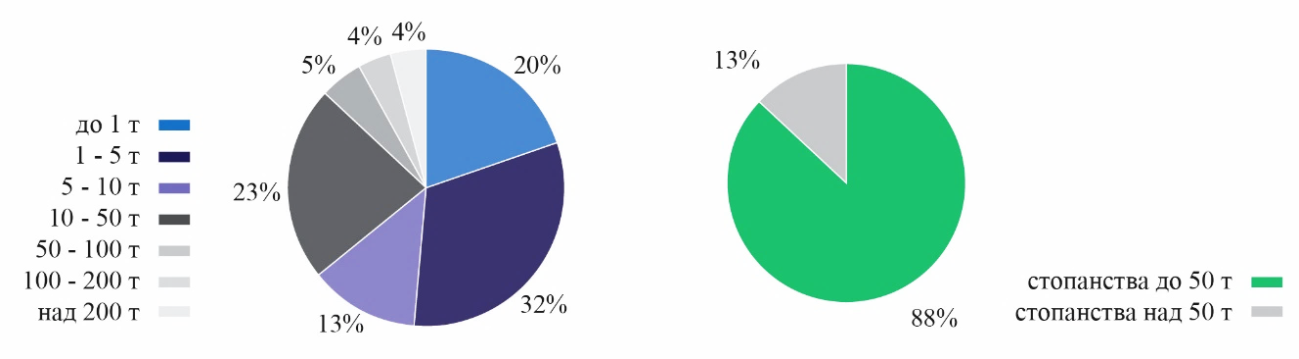 4% 4%
5%
20%
до 1 т
1 - 5 т
5 - 10 т
10 - 50 т
50 - 100 т
100 - 200 т
над 200 т
23%
13%
32%
13%
88%
стопанства до 50 т
стопанства над 50 т